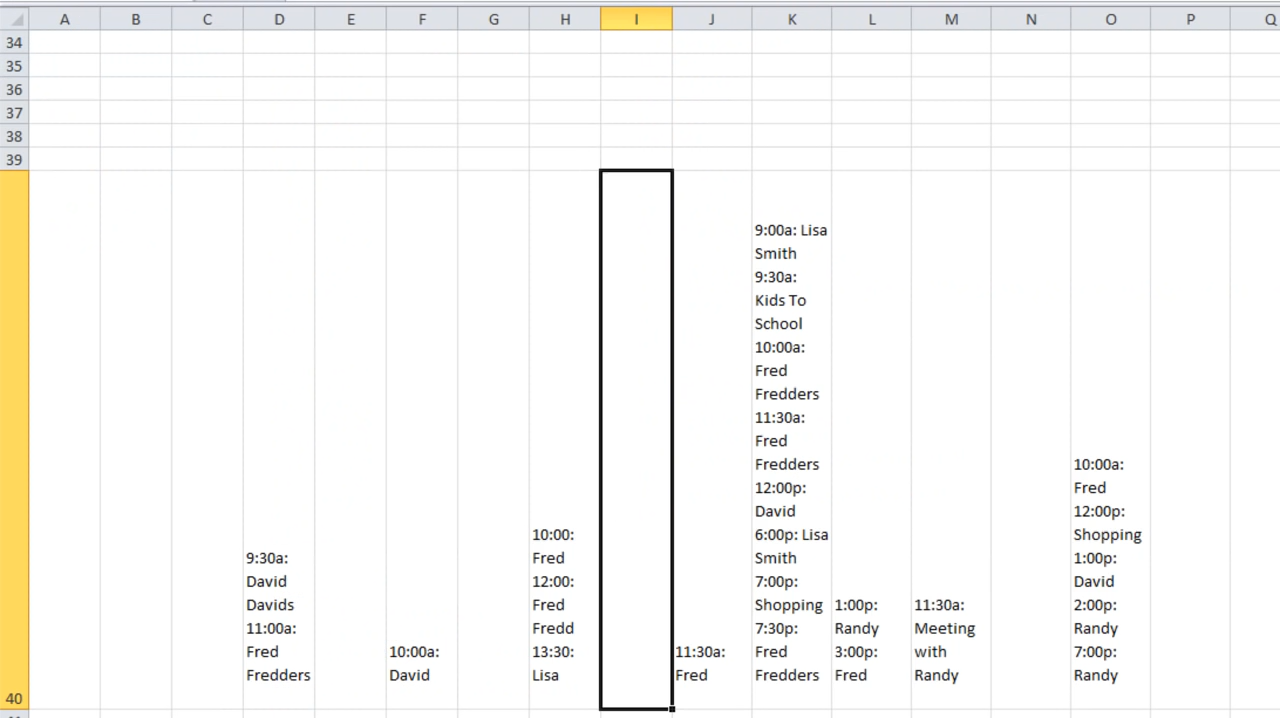 A B C D E F G H I J K L M N O P Q
34
35
36
37
38
39
40
9:30a:
David
Davids
11:00a:
Fred
Fredders
10:00a:
David
10:00:
Fred
12:00:
Fred
Fredd
13:30:
Lisa
11:30a:
Fred
9:00a: Lisa
Smith
9:30a:
Kids To
School
10:00a:
Fred
Fredders
11:30a:
Fred
Fredders
12:00p:
David
6:00p: Lisa
Smith
7:00p:
Shopping
7:30p:
Fred
Fredders
1:00p:
Randy
3:00p:
Fred
11:30a:
Meeting
with
Randy
10:00a:
Fred
12:00p:
Shopping
1:00p:
David
2:00p:
Randy
7:00p:
Randy